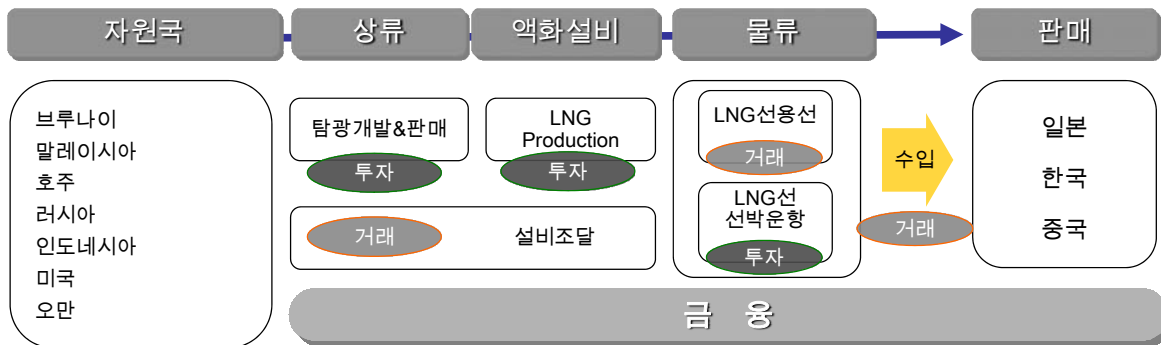 자원국
상류
액화설비
물류
판매
브루나이
말레이시아
호주
러시아
인도네시아
미국
오만
탐광개발&판매
투자
LNG
Production
투자
거래
설비조달
LNG선용선
거래
LNG선
선박운항
투자
수입
거래
일본
한국
중국
금 융